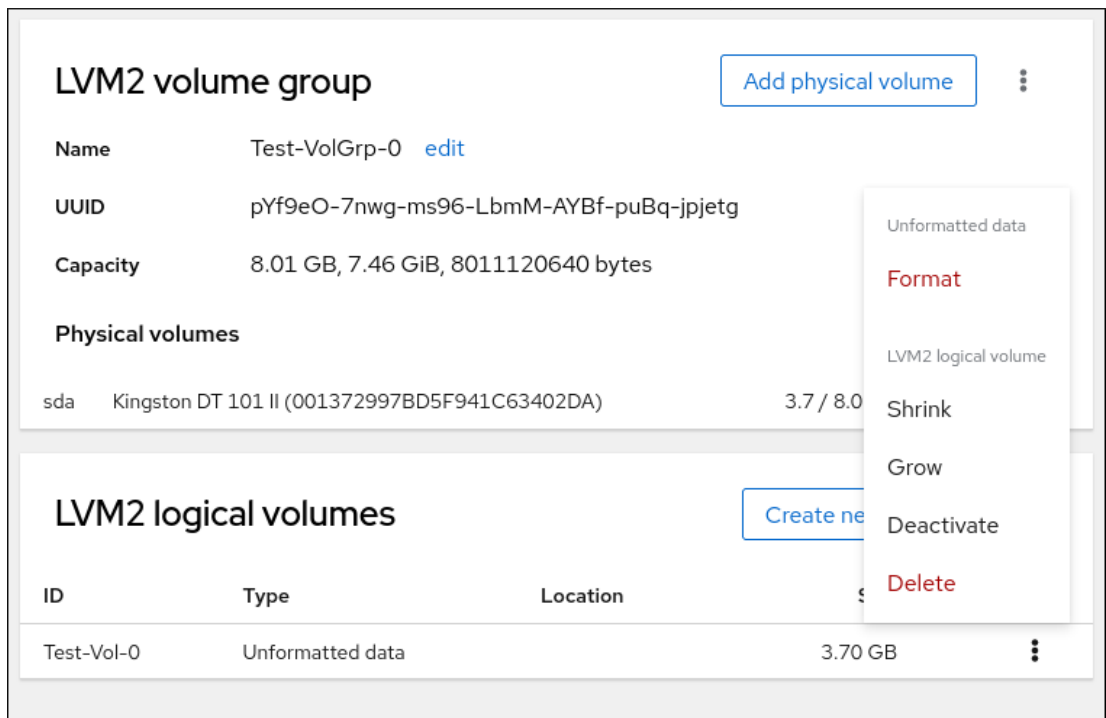 LVM2 volume group
Add physical volume
Name Test-VolGrp-0 edit
UUID pYf9eO-7nwg-ms96-LbmM-AYBf-puBq-jpjetg
Capacity 8.01 GB, 7.46 GiB, 8011120640 bytes
Physical volumes
sda Kingston DT 101 II (001372997BD5F941C63402DA) 3.7 / 8.0
Unformatted data
Format
LVM2 logical volume
Shrink
Grow
Deactivate
Delete
LVM2 logical volumes
Create
ID Type Location
Test-Vol-0 Unformatted data 3.70 GB